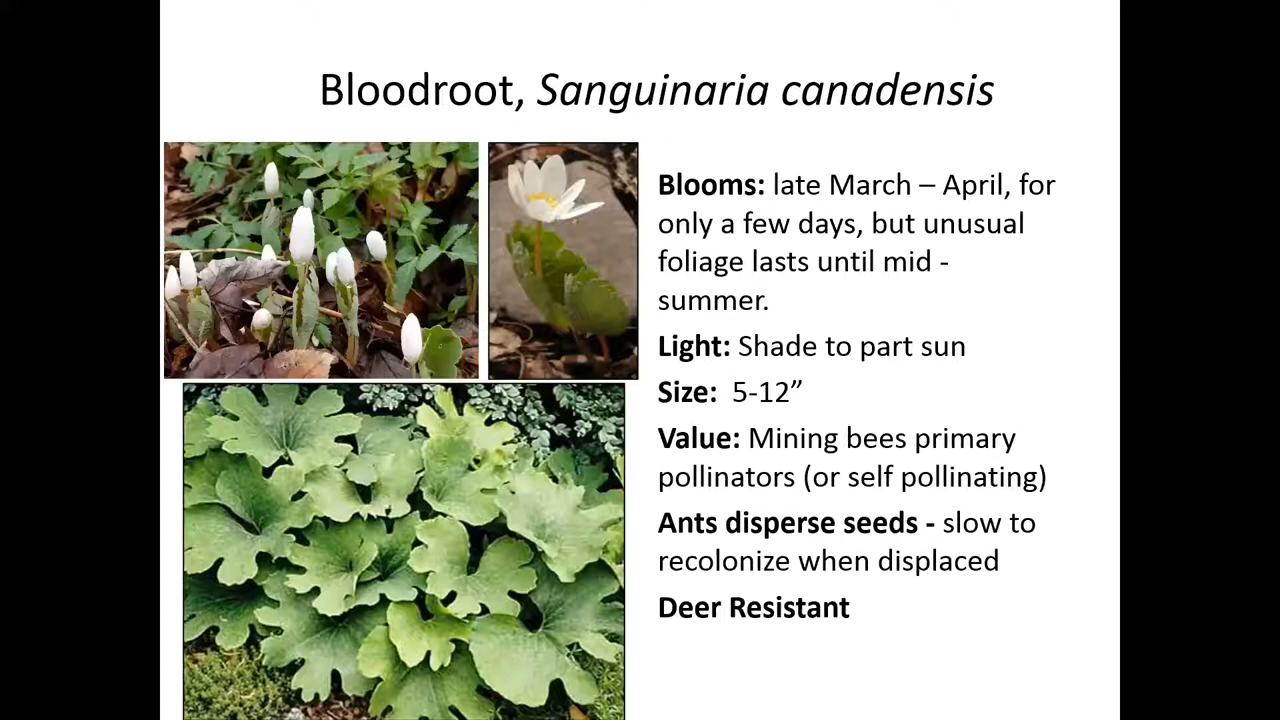 Bloodroot, Sanguinaria canadensis
Blooms: late March – April, for
only a few days, but unusual
foliage lasts until mid -
summer.
Light: Shade to part sun
Size:  5-12”
Value: Mining bees primary
pollinators (or self pollinating)
Ants disperse seeds - slow to
recolonize when displaced
Deer Resistant